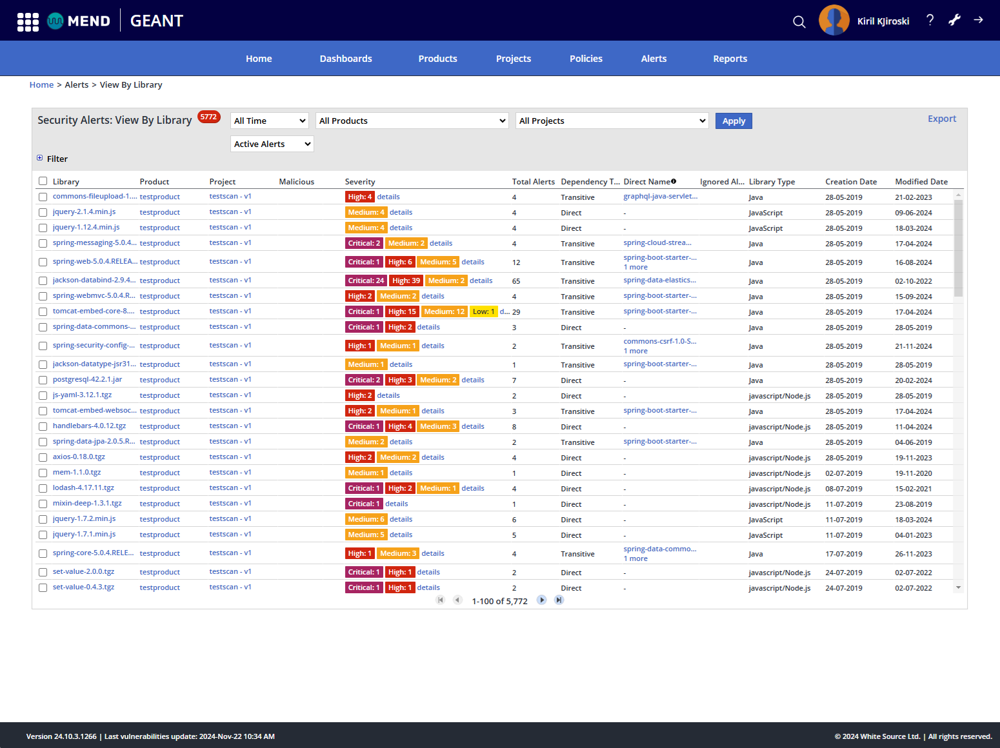 MEND GEANT Kiril Kjiroski ?
Home Dashboards Products Projects Policies Alerts Reports
Home > Alerts > View By Library
Security Alerts: View By Library 5772 All Time All Products All Projects Apply Export
Active Alerts
Filter
Library Product Project Malicious Severity Total Alerts Dependency T... Direct Name Ignored Al... Library Type Creation Date Modified Date
commons-fileupload-1.... testproduct testscan - v1 High: 4 details 4 Transitive graphql-java-servlet... Java 28-05-2019 21-02-2023
jquery-2.1.4.min.js testproduct testscan - v1 Medium: 4 details 4 Direct - JavaScript 28-05-2019 09-06-2024
jquery-1.12.4.min.js testproduct testscan - v1 Medium: 4 details 4 Direct - JavaScript 28-05-2019 18-03-2024
spring-messaging-5.0.4... testproduct testscan - v1 Critical: 2 Medium: 2 details 4 Transitive spring-cloud-strea... Java 28-05-2019 17-04-2024
spring-web-5.0.4.RELEA... testproduct testscan - v1 Critical: 1 High: 6 Medium: 5 details 12 Transitive spring-boot-starter-... Java 28-05-2019 16-08-2024
1 more
jackson-databind-2.9.4... testproduct testscan - v1 Critical: 24 High: 39 Medium: 2 details 65 Transitive spring-data-elastics... Java 28-05-2019 02-10-2022
spring-webmvc-5.0.4.R... testproduct testscan - v1 High: 2 Medium: 2 details 4 Transitive spring-boot-starter-... Java 28-05-2019 15-09-2024
tomcat-embed-core-8.... testproduct testscan - v1 Critical: 1 High: 15 Medium: 12 Low: 1 d... 29 Transitive spring-boot-starter-... Java 28-05-2019 17-04-2024
spring-data-commons-... testproduct testscan - v1 Critical: 1 High: 2 details 3 Direct - Java 28-05-2019 28-05-2019
spring-security-config-... testproduct testscan - v1 High: 1 Medium: 1 details 2 Transitive commons-csrf-1.0-S... Java 28-05-2019 21-11-2024
1 more
jackson-datatype-jsr31... testproduct testscan - v1 Medium: 1 details 1 Transitive spring-boot-starter-... Java 28-05-2019 28-05-2019
postgresql-42.2.1.jar testproduct testscan - v1 Critical: 2 High: 3 Medium: 2 details 7 Direct - Java 28-05-2019 20-02-2024
js-yaml-3.12.1.tgz testproduct testscan - v1 High: 2 details 2 Direct - javascript/Node.js 28-05-2019 28-05-2019
tomcat-embed-websoc... testproduct testscan - v1 High: 2 Medium: 1 details 3 Transitive spring-boot-starter-... Java 28-05-2019 17-04-2024
handlebars-4.0.12.tgz testproduct testscan - v1 Critical: 1 High: 4 Medium: 3 details 8 Direct - javascript/Node.js 28-05-2019 11-04-2024
spring-data-jpa-2.0.5.R... testproduct testscan - v1 Medium: 2 details 2 Transitive spring-boot-starter-... Java 28-05-2019 04-06-2019
axios-0.18.0.tgz testproduct testscan - v1 High: 2 Medium: 2 details 4 Direct - javascript/Node.js 28-05-2019 19-11-2023
mem-1.1.0.tgz testproduct testscan - v1 Medium: 1 details 1 Direct - javascript/Node.js 02-07-2019 19-11-2020
lodash-4.17.11.tgz testproduct testscan - v1 Critical: 1 High: 2 Medium: 1 details 4 Direct - javascript/Node.js 08-07-2019 15-02-2021
mixin-deep-1.3.1.tgz testproduct testscan - v1 Critical: 1 details 1 Direct - javascript/Node.js 11-07-2019 23-08-2019
jquery-1.7.2.min.js testproduct testscan - v1 Medium: 6 details 6 Direct - JavaScript 11-07-2019 18-03-2024
jquery-1.7.1.min.js testproduct testscan - v1 Medium: 5 details 5 Direct - JavaScript 11-07-2019 04-01-2023
spring-core-5.0.4.RELE... testproduct testscan - v1 High: 1 Medium: 3 details 4 Transitive spring-data-commo... Java 17-07-2019 26-11-2023
1 more
set-value-2.0.0.tgz testproduct testscan - v1 Critical: 1 High: 1 details 2 Direct - javascript/Node.js 24-07-2019 02-07-2022
set-value-0.4.3.tgz testproduct testscan - v1 Critical: 1 High: 1 details 2 Direct - javascript/Node.js 24-07-2019 02-07-2022
1-100 of 5,772
Version 24.10.3.1266 | Last vulnerabilities update: 2024-Nov-22 10:34 AM © 2024 White Source Ltd. | All rights reserved.